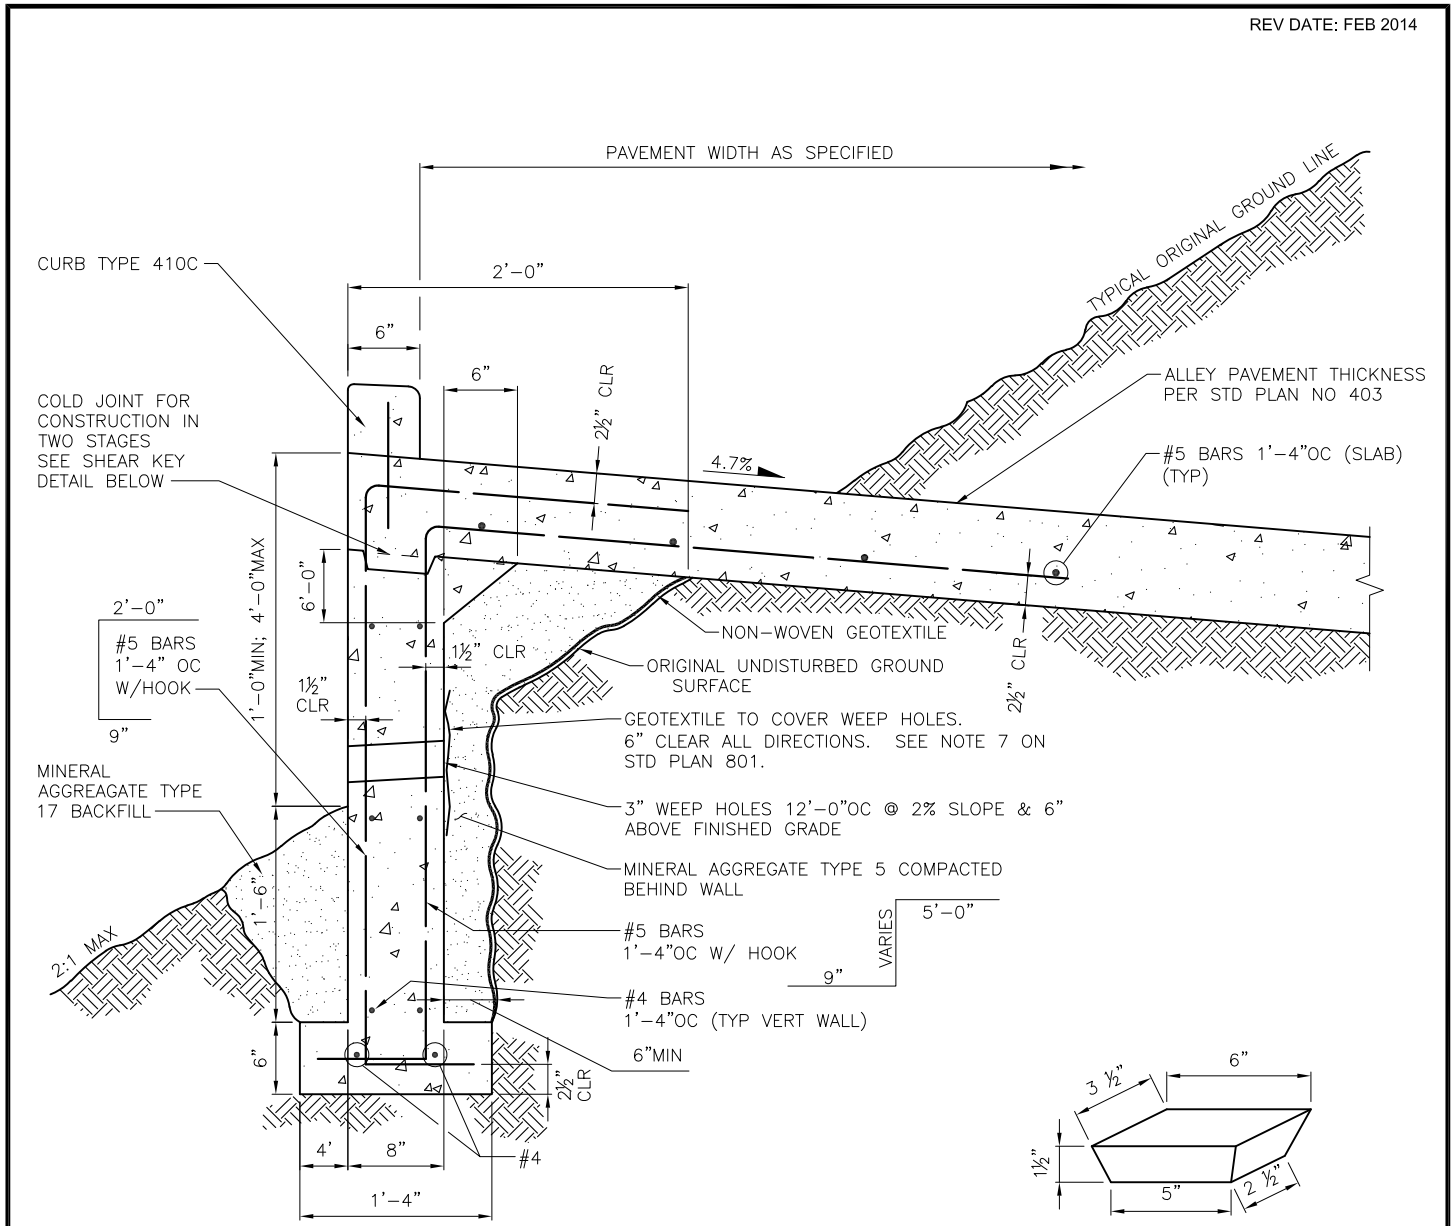 REV DATE: FEB 2014
PAVEMENT WIDTH AS SPECIFIED
TYPICAL ORIGINAL GROUND LINE
CURB TYPE 410C
2'-0"
6"
6"
2½" CLR
COLD JOINT FOR
CONSTRUCTION IN
TWO STAGES
SEE SHEAR KEY
DETAIL BELOW
4.7%
ALLEY PAVEMENT THICKNESS
PER STD PLAN NO 403
#5 BARS 1'-4"OC (SLAB)
(TYP)
1'-0"MIN; 4'-0"MAX
6'-0"
2'-0"
#5 BARS
1'-4" OC
W/HOOK
9"
1½"
CLR
1½" CLR
NON-WOVEN GEOTEXTILE
ORIGINAL UNDISTURBED GROUND
SURFACE
2½" CLR
GEOTEXTILE TO COVER WEEP HOLES.
6" CLEAR ALL DIRECTIONS. SEE NOTE 7 ON
STD PLAN 801.
MINERAL
AGGREAGATE TYPE
17 BACKFILL
3" WEEP HOLES 12'-0"OC @ 2% SLOPE & 6"
ABOVE FINISHED GRADE
MINERAL AGGREGATE TYPE 5 COMPACTED
BEHIND WALL
1'-6"
2:1 MAX
#5 BARS
1'-4"OC W/ HOOK
5'-0"
VARIES
9"
#4 BARS
1'-4"OC (TYP VERT WALL)
6"MIN
6"
2½"
CLR
4'
8"
#4
1'-4"
6"
3 ½"
1½"
5"
2 ½"